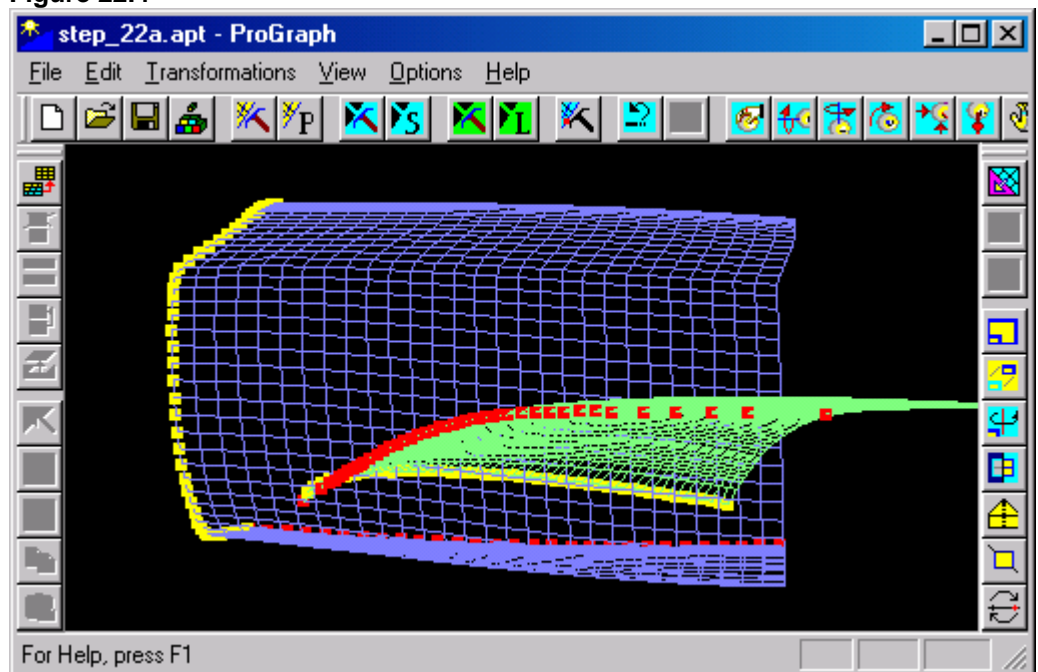 step_22a.apt - ProGraph
File Edit Transformations View Options Help
P S L
For Help, press F1